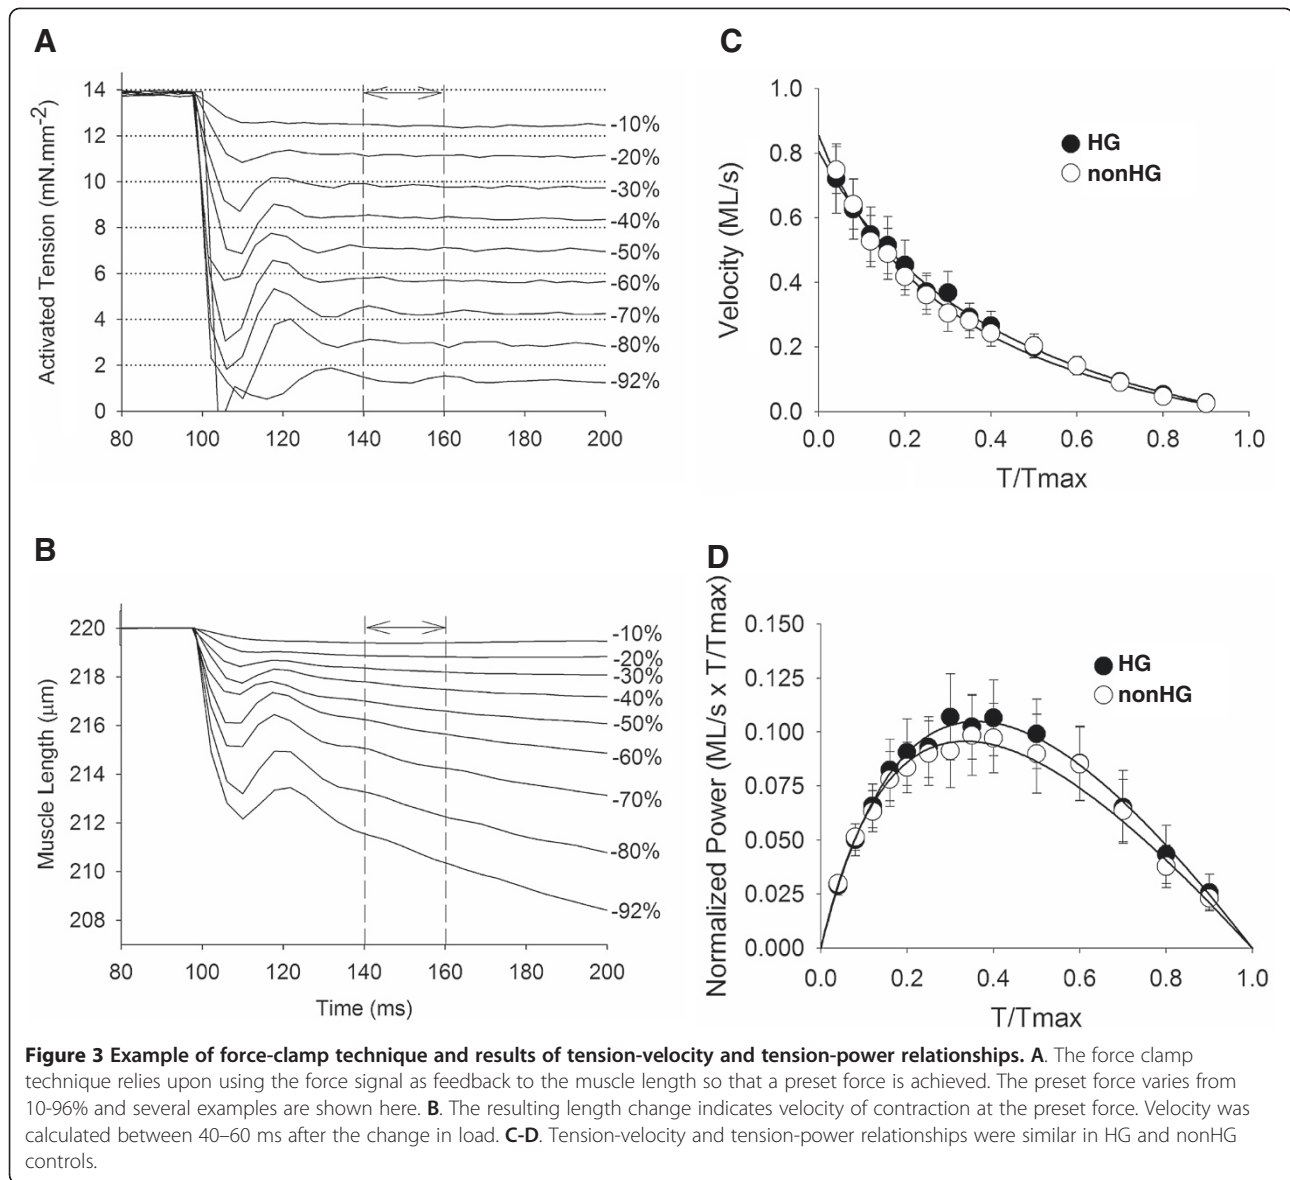 A
Activated Tension (mN.mm-2)
14
12
10
8
6
4
2
0
80 100 120 140 160 180 200
-10%
-20%
-30%
-40%
-50%
-60%
-70%
-80%
-92%
C
Velocity (ML/s)
1.0
0.8
0.6
0.4
0.2
0.0
0.0 0.2 0.4 0.6 0.8 1.0
T/Tmax
HG
nonHG
B
Muscle Length (μm)
220
218
216
214
212
210
208
80 100 120 140 160 180 200
Time (ms)
-10%
-20%
-30%
-40%
-50%
-60%
-70%
-80%
-92%
D
Normalized Power (ML/s x T/Tmax)
0.150
0.125
0.100
0.075
0.050
0.025
0.000
0.0 0.2 0.4 0.6 0.8 1.0
T/Tmax
HG
nonHG
Figure 3 Example of force-clamp technique and results of tension-velocity and tension-power relationships. A. The force clamp
technique relies upon using the force signal as feedback to the muscle length so that a preset force is achieved. The preset force varies from
10-96% and several examples are shown here. B. The resulting length change indicates velocity of contraction at the preset force. Velocity was
calculated between 40–60 ms after the change in load. C-D. Tension-velocity and tension-power relationships were similar in HG and nonHG
controls.